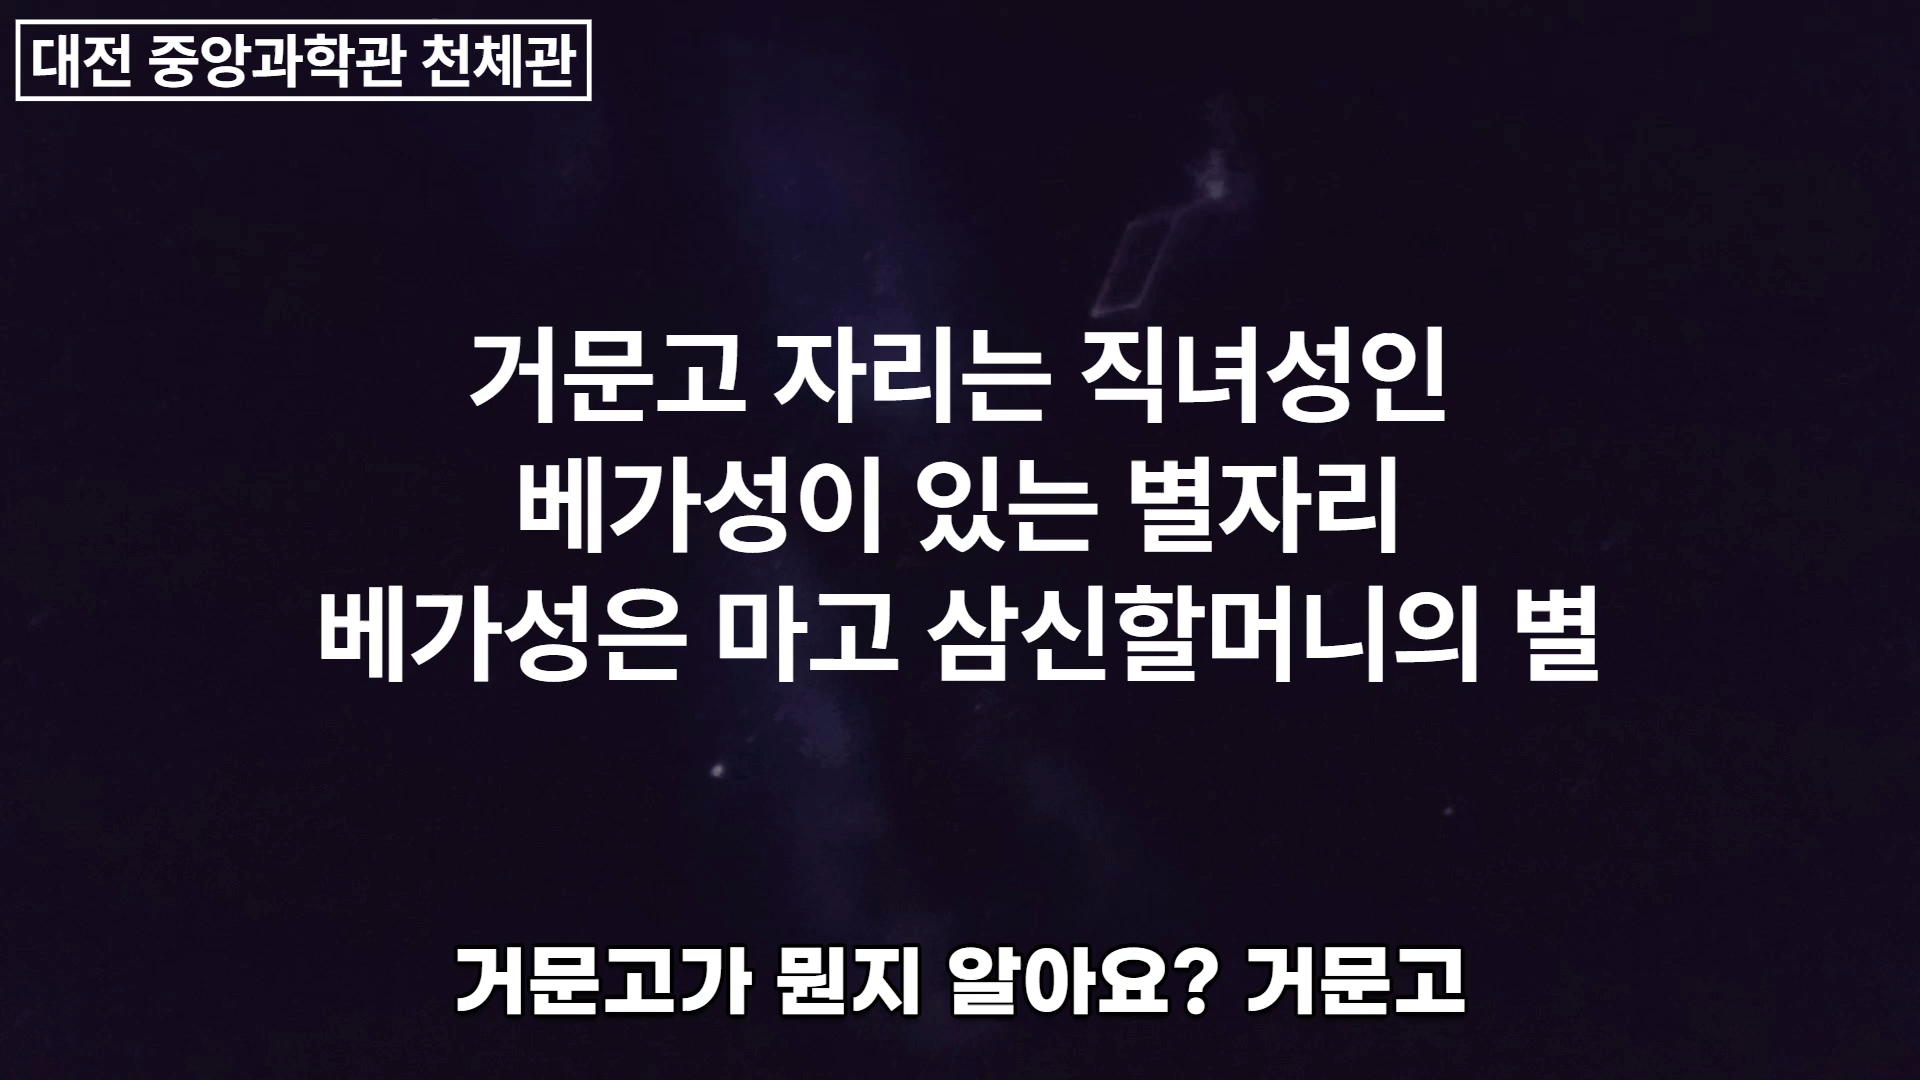 대전 중앙과학관 천체관
거문고 자리는 직녀성인
베가성이 있는 별자리
베가성은 마고 삼신할머니의 별
거문고가 뭔지 알아요? 거문고